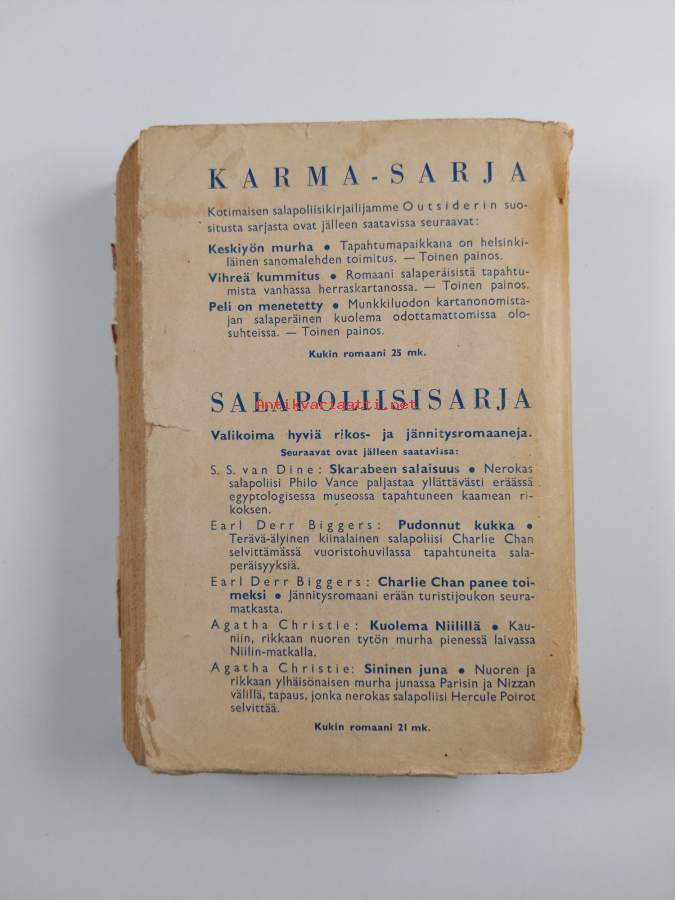 KARMA-SARJA
Kotimaisen salapoliisikirjailijamme Outsiderin suo-
situsta sarjasta ovat jälleen saatavissa seuraavat:
Keskiyön murha • Tapahtumapaikkana on helsinki-
läinen sanomalehden toimitus. — Toinen painos.
Vihreä kummitus • Romaani salaperäisistä tapahtu-
mista vanhassa herraskartanossa. — Toinen painos.
Peli on menetetty • Munkkiluodon kartanonomista-
jan salaperäinen kuolema odottamattomissa olo-
suhteissa. — Toinen painos.
Kukin romaani 25 mk.
SALAPOLIISISARJA
Antikvariaatti.net
Valikoima hyviä rikos- ja jännitysromaaneja.
Seuraavat ovat jälleen saatavissa:
S. S. van Dine: Skarabeen salaisuus • Nerokas
salapoliisi Philo Vance paljastaa yllättävästi eräässä
egyptologisessa museossa tapahtuneen kaamean ri-
koksen.
Earl Derr Biggers: Pudonnut kukka •
Terävä-älyinen kiinalainen salapoliisi Charlie Chan
selvittämässä vuoristohuvilassa tapahtuneita sala-
peräisyyksiä.
Earl Derr Biggers: Charlie Chan panee toi-
meksi • Jännitysromaani erään turistijoukon seura-
matkasta.
Agatha Christie: Kuolema Niilillä • Kau-
niin, rikkaan nuoren tytön murha pienessä laivassa
Niilin-matkalla.
Agatha Christie: Sininen juna • Nuoren ja
rikkaan ylhäisönaisen murha junassa Parisin ja Nizzan
välillä, tapaus, jonka nerokas salapoliisi Hercule Poirot
selvittää.
Kukin romaani 21 mk.